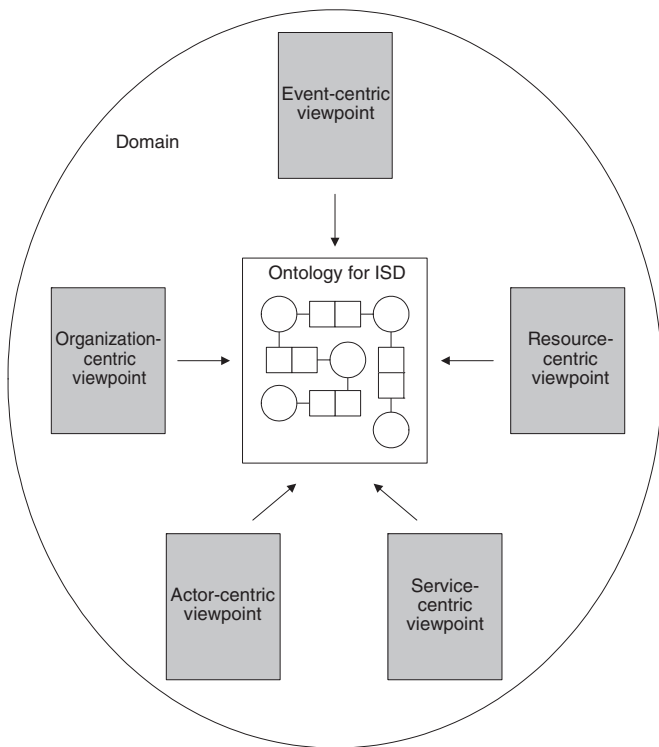 Event-centric
viewpoint
Domain
Ontology for ISD
Organization-
centric
viewpoint
Resource-
centric
viewpoint
Actor-centric
viewpoint
Service-
centric
viewpoint